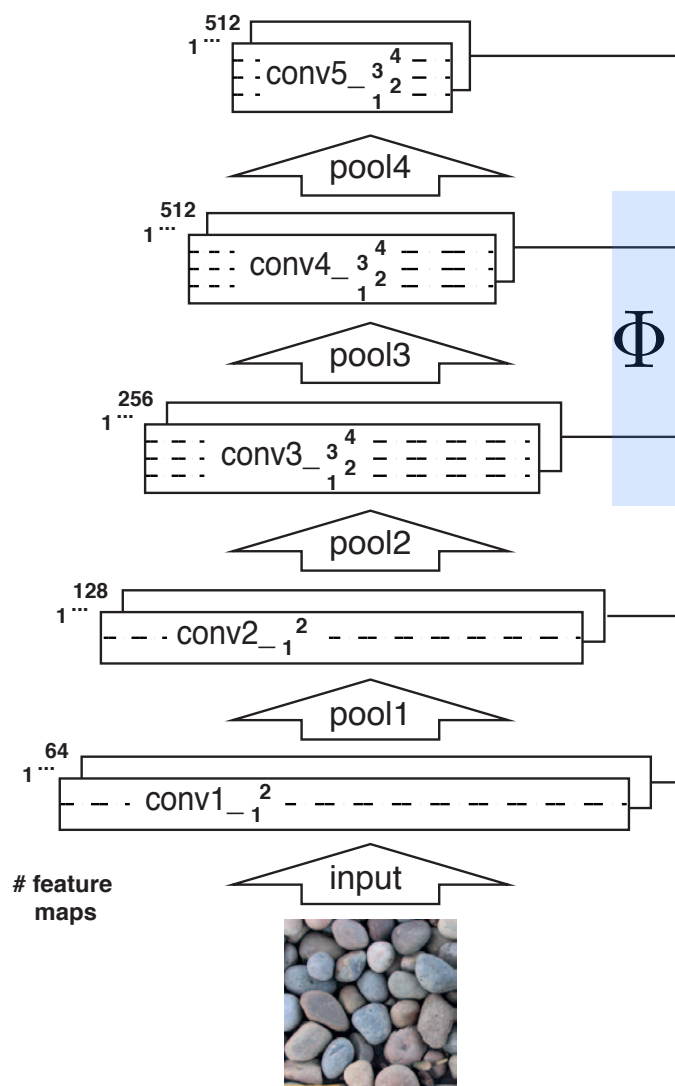 512
1...
conv5_ 1 2 3 4
pool4
512
1...
conv4_ 1 2 3 4
pool3
Φ
256
1...
conv3_ 1 2 3 4
pool2
128
1...
conv2_ 1 2
pool1
64
1...
conv1_ 1 2
# feature
maps
input